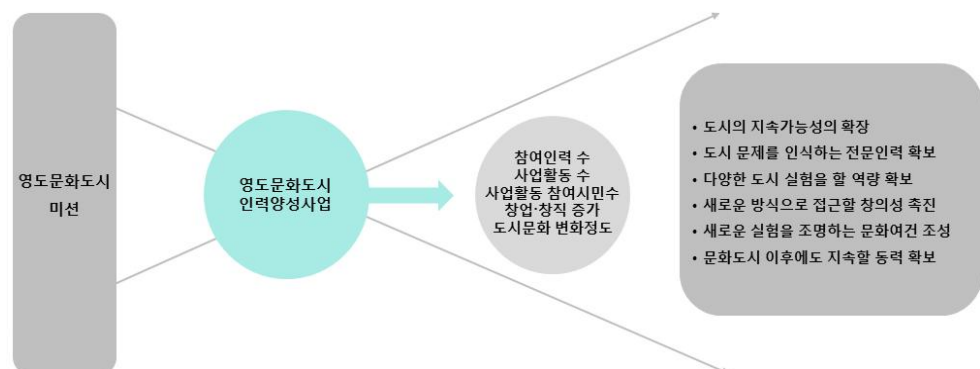 영도문화도시
미션
영도문화도시
인력양성사업
참여인력 수
사업활동 수
사업활동 참여시민수
창업·창직 증가
도시문화 변화정도
• 도시의 지속가능성의 확장
• 도시 문제를 인식하는 전문인력 확보
• 다양한 도시 실험을 할 역량 확보
• 새로운 방식으로 접근할 창의성 촉진
• 새로운 실험을 조명하는 문화여건 조성
• 문화도시 이후에도 지속할 동력 확보